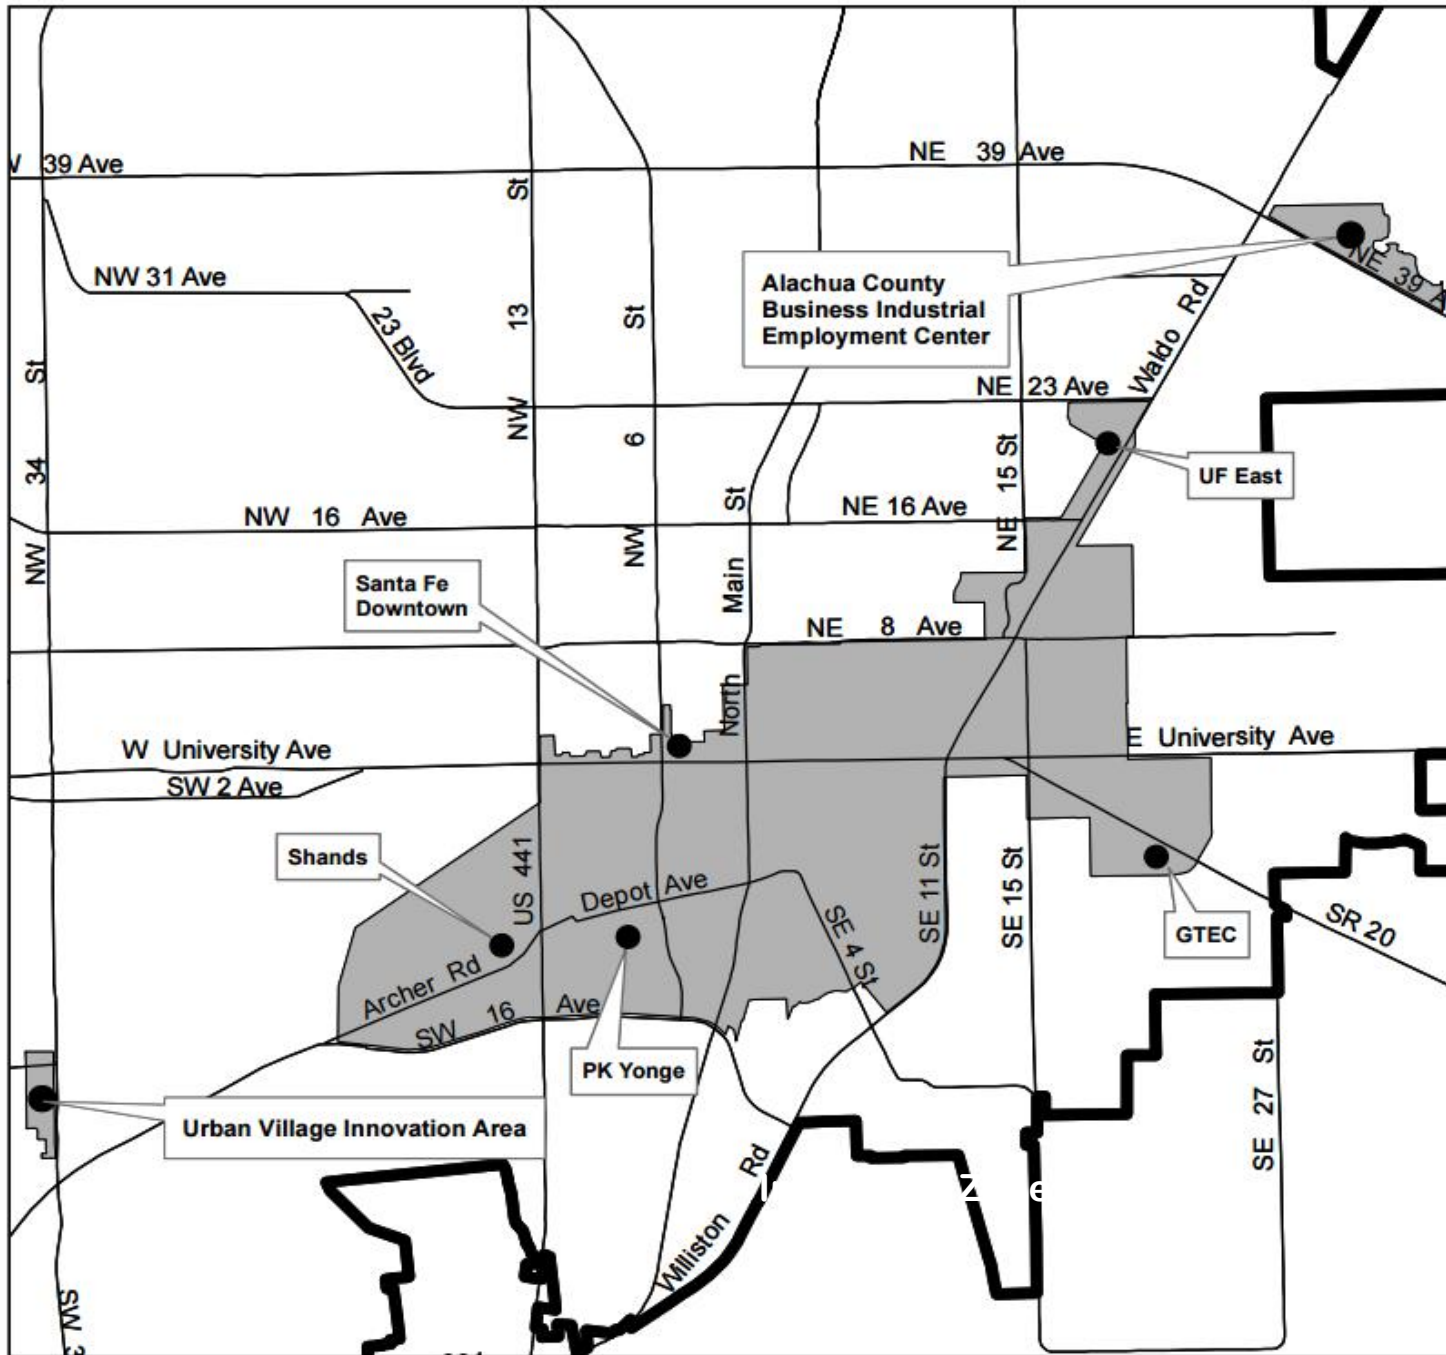 39 Ave
NE 39 Ave
St
NW 31 Ave
Alachua County
Business Industrial
Employment Center
NE 39
13
St
23 Blvd
Waldo Rd
St
NE 23 Ave
NW
6
34
NE 15 St
UF East
St
NW 16 Ave
NE 16 Ave
NW
NW
Santa Fe
Downtown
Main
NE 8 Ave
North
W University Ave
E University Ave
SW 2 Ave
Shands
US 441
Depot Ave
SE 11 St
SE 15 St
SE 4 St
GTEC
SR 20
Archer Rd
SW 16 Ave
PK Yonge
SE 27 St
Urban Village Innovation Area
Williston Rd
SW